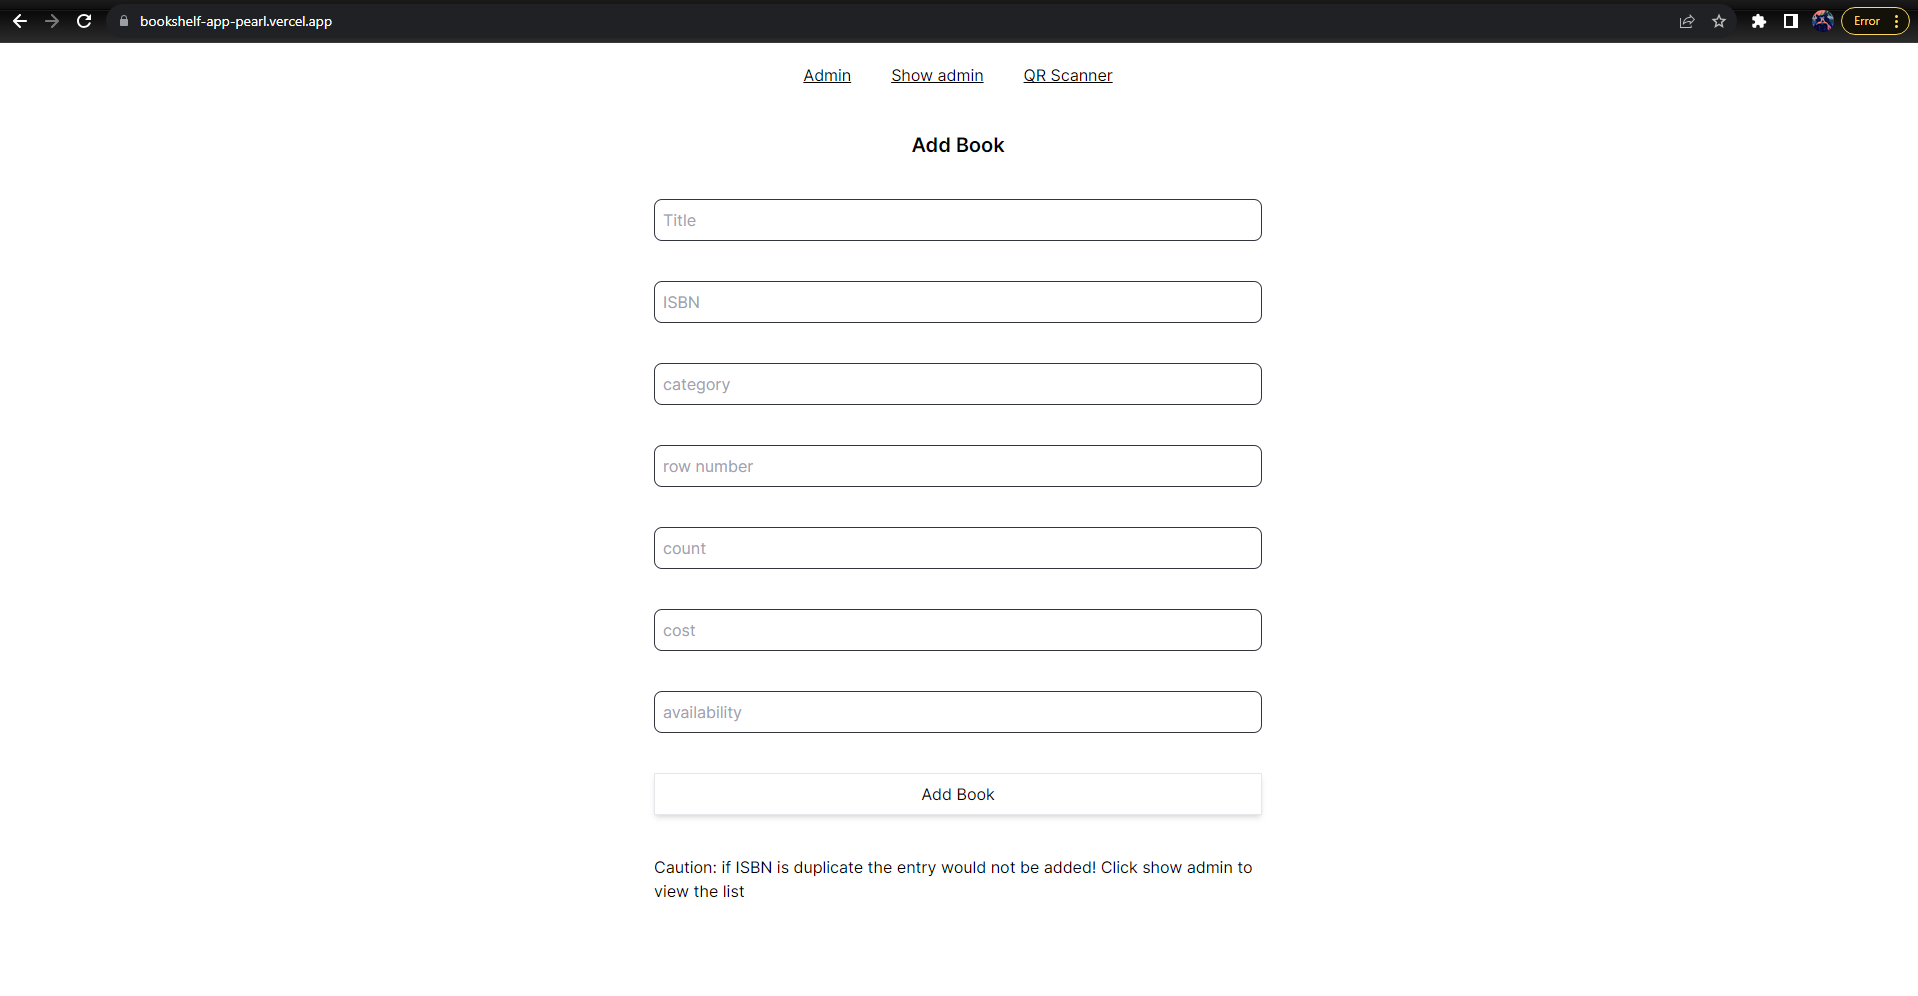 bookshelf-app-pearl.vercel.app
Error
Admin
Show admin
QR Scanner
Add Book
Title
ISBN
category
row number
count
cost
availability
Add Book
Caution: if ISBN is duplicate the entry would not be added! Click show admin to
view the list